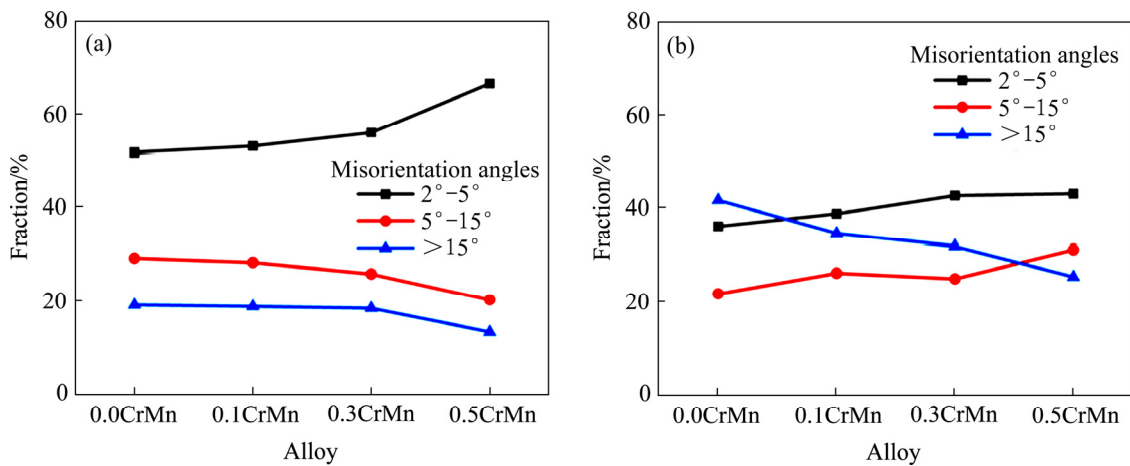 (a)
80
60
40
20
0
Fraction/%
Misorientation angles
2°-5°
5°-15°
>15°
0.0CrMn 0.1CrMn 0.3CrMn 0.5CrMn
Alloy
(b)
80
60
40
20
0
Fraction/%
Misorientation angles
2°-5°
5°-15°
>15°
0.0CrMn 0.1CrMn 0.3CrMn 0.5CrMn
Alloy